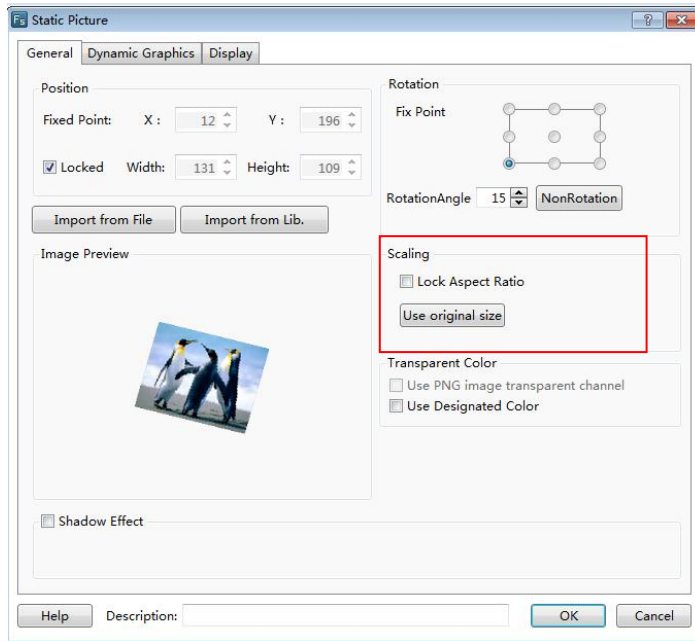 Fs Static Picture
General Dynamic Graphics Display
Position
Fixed Point: X : 12 Y : 196
Locked Width: 131 Height: 109
Import from File Import from Lib.
Image Preview
Shadow Effect
Rotation
Fix Point
RotationAngle 15 NonRotation
Scaling
Lock Aspect Ratio
Use original size
Transparent Color
Use PNG image transparent channel
Use Designated Color
Help Description: OK Cancel